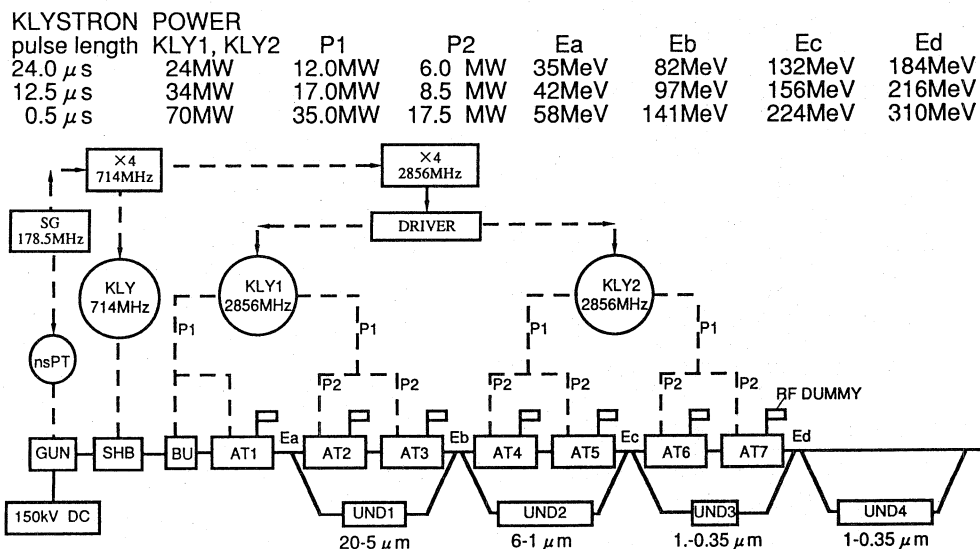 KLYSTRON POWER
pulse length KLY1, KLY2 P1 P2 Ea Eb Ec Ed
24.0 μs 24MW 12.0MW 6.0 MW 35MeV 82MeV 132MeV 184MeV
12.5 μs 34MW 17.0MW 8.5 MW 42MeV 97MeV 156MeV 216MeV
0.5 μs 70MW 35.0MW 17.5 MW 58MeV 141MeV 224MeV 310MeV
×4
714MHz
×4
2856MHz
SG
178.5MHz
DRIVER
KLY
714MHz
KLY1
2856MHz
KLY2
2856MHz
P1
P1
P1
P1
nsPT
P2
P2
P2
P2
P2
P2
RF DUMMY
GUN
SHB
BU
AT1
Ea
AT2
AT3
Eb
AT4
AT5
Ec
AT6
AT7
Ed
150kV DC
UND1
UND2
UND3
UND4
20-5 μm
6-1 μm
1.-0.35 μm
1-0.35 μm